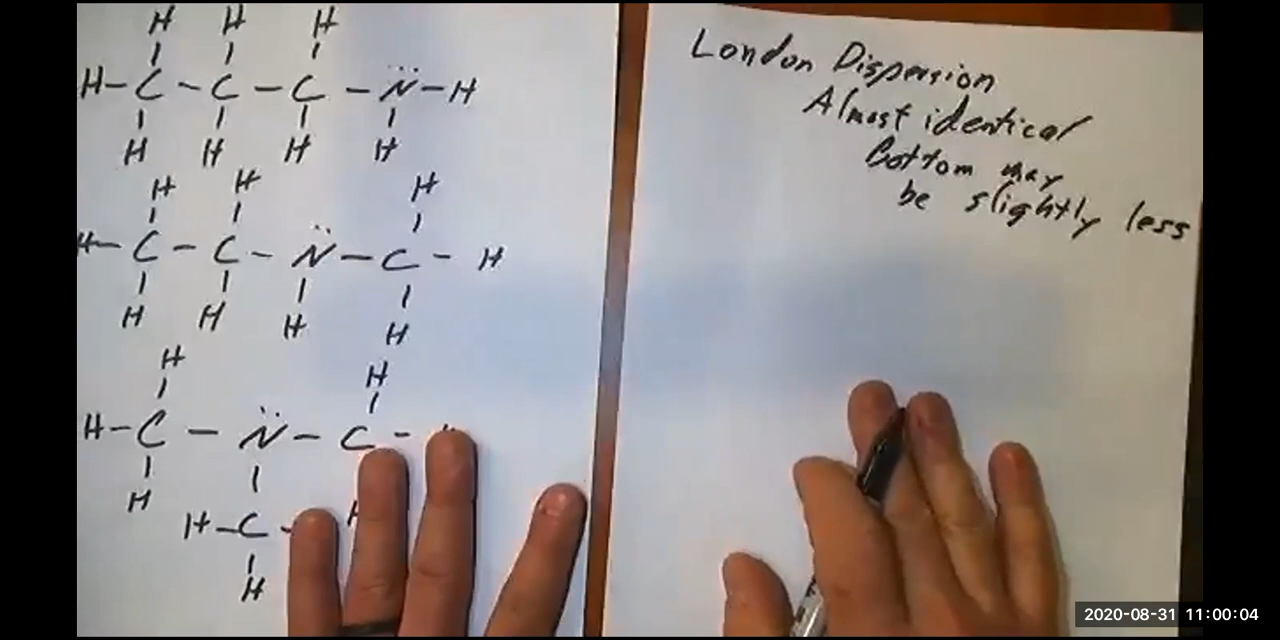 H H H
H-C-C-C-N̈-H
H H H H
H H H
H-C-C-N̈-C-H
H H H H
H H
H-C-N̈-C-
H
H-C-
H
London Dispersion
Almost identical
Bottom may
be slightly less
2020-08-31 11:00:04